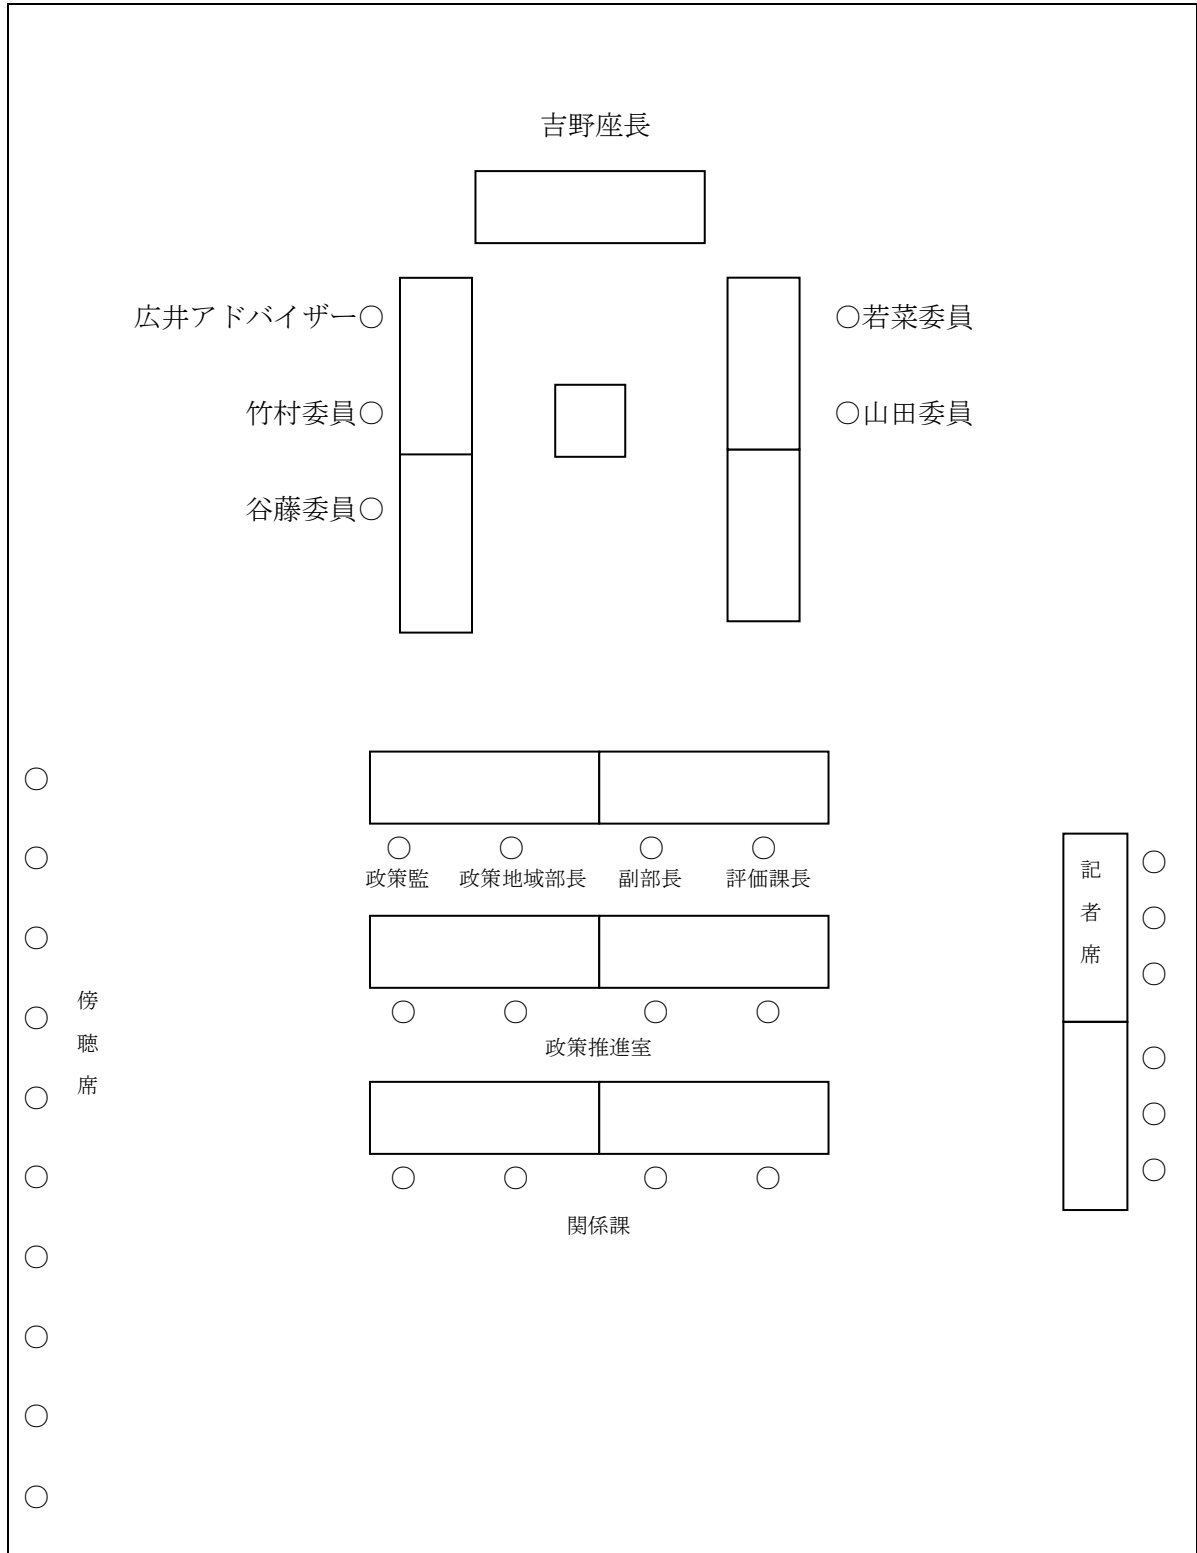 吉野座長
広井アドバイザー○
○若菜委員
竹村委員○
○山田委員
谷藤委員○
政策監
政策地域部長
副部長
評価課長
政策推進室
関係課
傍聴席
記者席